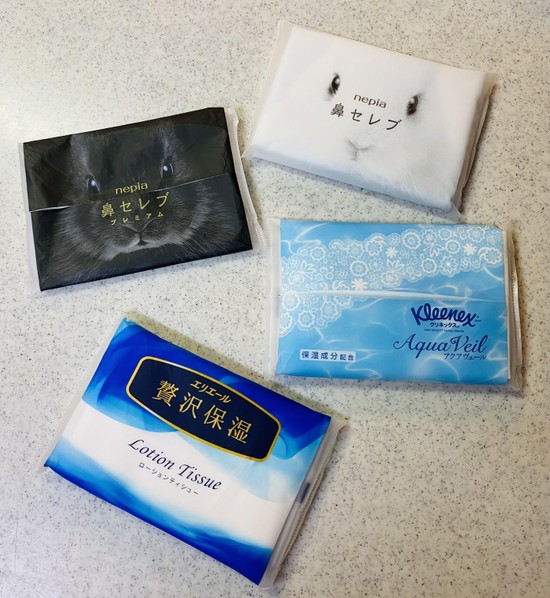 nepia
鼻セレブ
nepia
鼻セレブ
プレミアム
Kleenex
クリネックス
AquaVeil
アクアヴェール
保湿成分配合
エリエール
贅沢保湿
Lotion Tissue
ローションティシュー